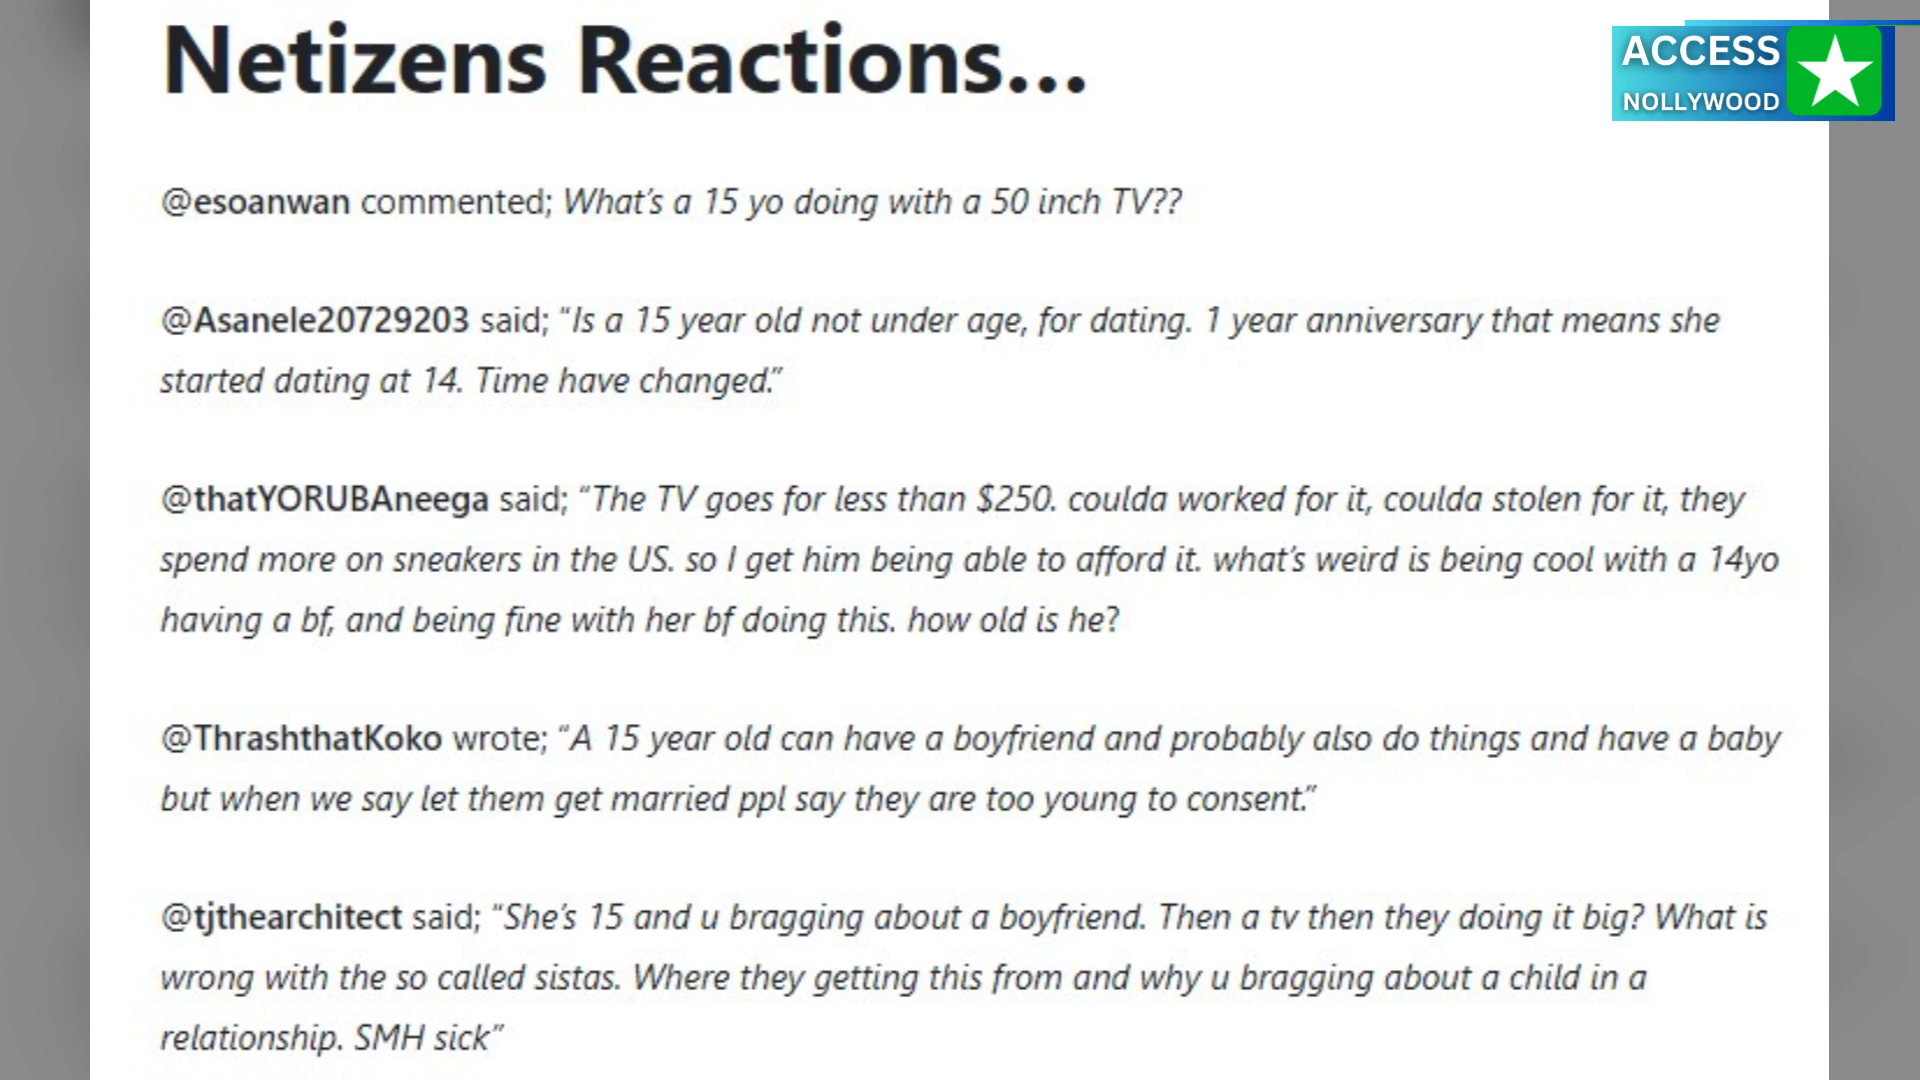 Netizens Reactions...
ACCESS
NOLLYWOOD
@esoanwan commented; What's a 15 yo doing with a 50 inch TV??
@Asanele20729203 said; “Is a 15 year old not under age, for dating. 1 year anniversary that means she
started dating at 14. Time have changed.”
@thatYORUBAneega said; “The TV goes for less than $250. coulda worked for it, coulda stolen for it, they
spend more on sneakers in the US. so I get him being able to afford it. what's weird is being cool with a 14yo
having a bf, and being fine with her bf doing this. how old is he?
@ThrashthatKoko wrote; “A 15 year old can have a boyfriend and probably also do things and have a baby
but when we say let them get married ppl say they are too young to consent.”
@tjthearchitect said; “She's 15 and u bragging about a boyfriend. Then a tv then they doing it big? What is
wrong with the so called sistas. Where they getting this from and why u bragging about a child in a
relationship. SMH sick”